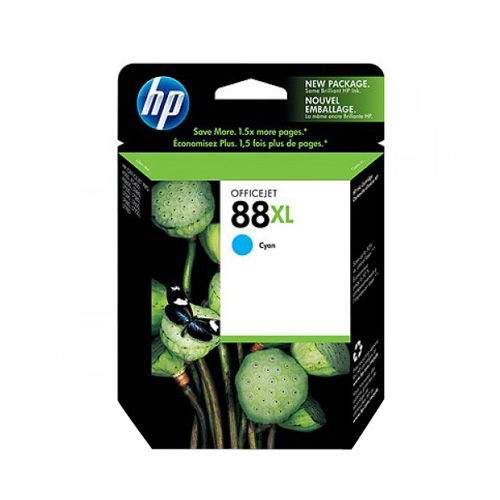 hp
NEW PACKAGE.
Same Brilliant HP Ink.
NOUVEL
EMBALLAGE.
La même encre Brillante HP.
Save More. 1.5x more pages.*
Économisez Plus. 1,5 fois plus de pages.*
OFFICEJET
88XL
Cyan